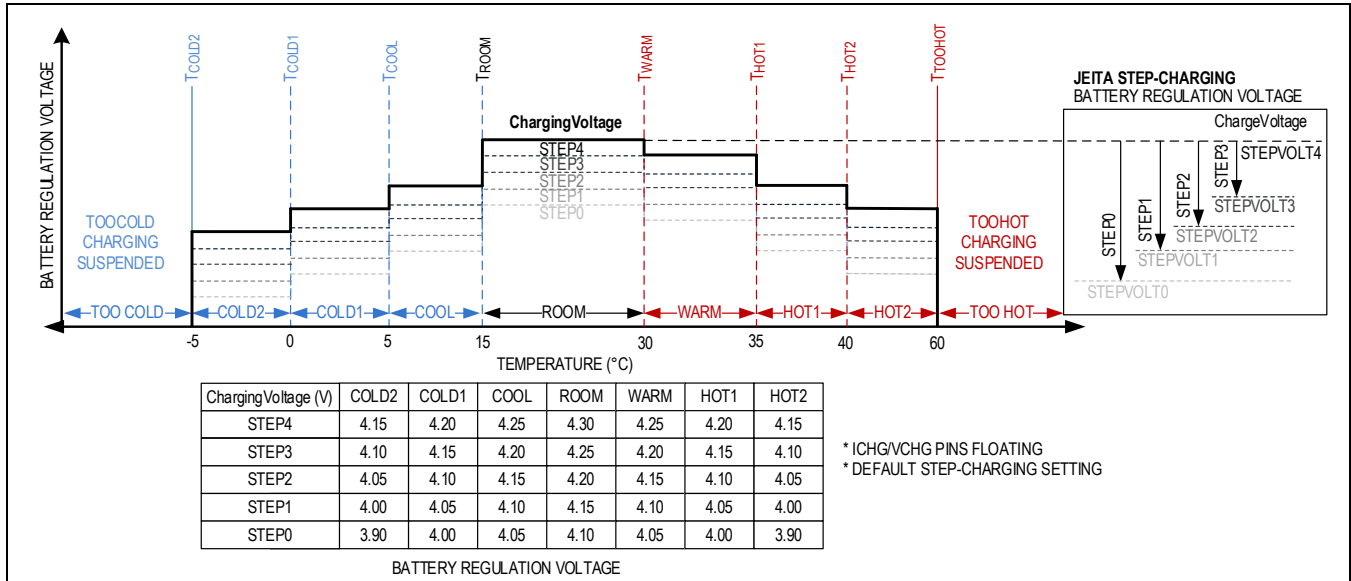 BATTERY REGULATION VOLTAGE
TCOLD2
TCOLD1
TCOOL
TROOM
TWARM
THOT1
THOT2
TTOOHOT
ChargingVoltage
STEP4
STEP3
STEP2
STEP1
STEP0
TOOCOLD
CHARGING
SUSPENDED
TOOHOT
CHARGING
SUSPENDED
TOO COLD
COLD2
COLD1
COOL
ROOM
WARM
HOT1
HOT2
TOO HOT
-5 0 5 15 30 35 40 60
TEMPERATURE (°C)
JEITA STEP-CHARGING
BATTERY REGULATION VOLTAGE
ChargeVoltage
STEP0
STEP1
STEP2
STEP3
STEPVOLT4
STEPVOLT3
STEPVOLT2
STEPVOLT1
STEPVOLT0
ChargingVoltage (V) COLD2 COLD1 COOL ROOM WARM HOT1 HOT2
STEP4 4.15 4.20 4.25 4.30 4.25 4.20 4.15
STEP3 4.10 4.15 4.20 4.25 4.20 4.15 4.10
STEP2 4.05 4.10 4.15 4.20 4.15 4.10 4.05
STEP1 4.00 4.05 4.10 4.15 4.10 4.05 4.00
STEP0 3.90 4.00 4.05 4.10 4.05 4.00 3.90
BATTERY REGULATION VOLTAGE
* ICHG/VCHG PINS FLOATING
* DEFAULT STEP-CHARGING SETTING